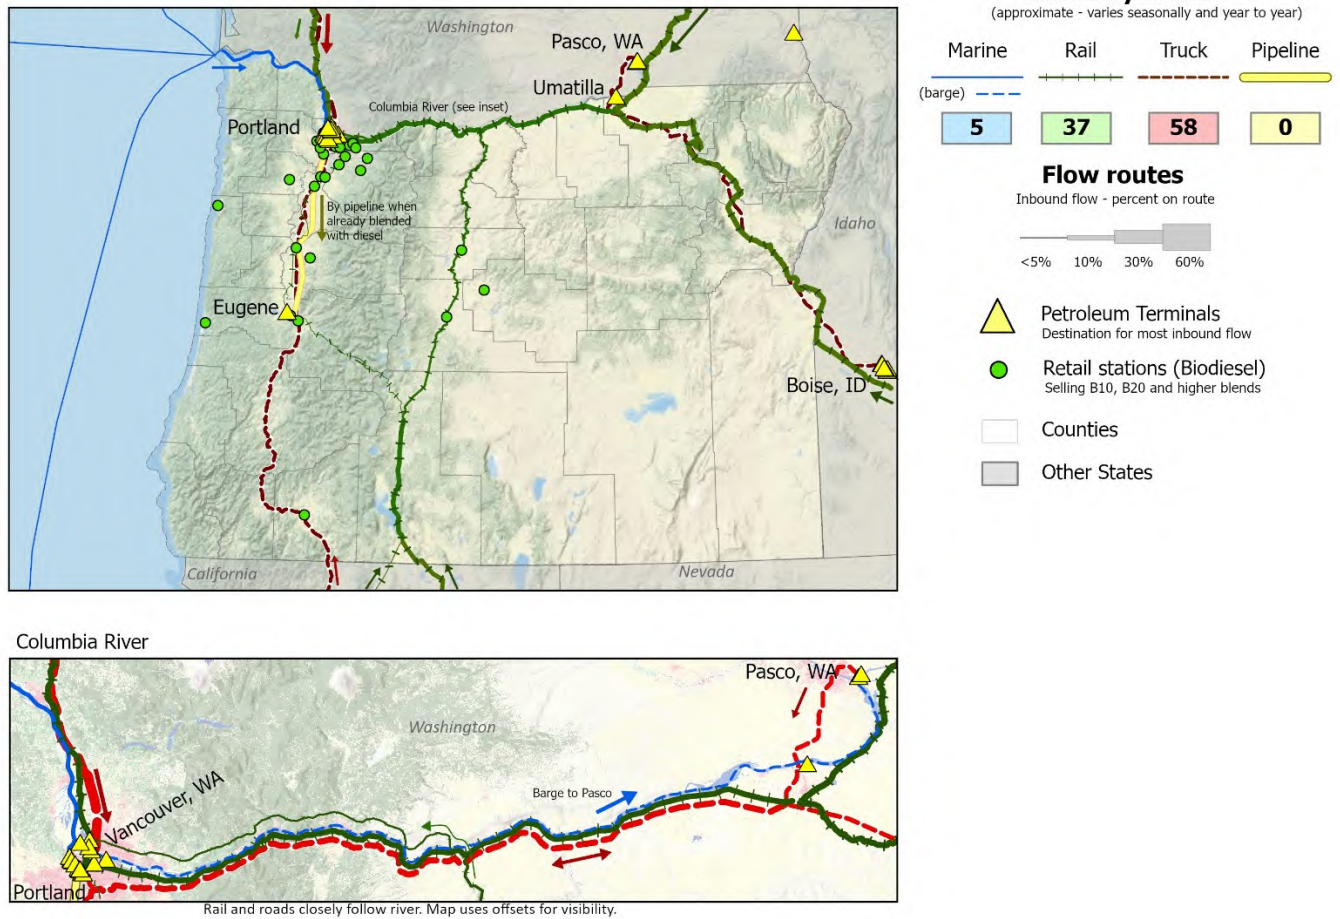 (approximate - varies seasonally and year to year)
Marine Rail Truck Pipeline
(barge)
5 37 58 0
Flow routes
Inbound flow - percent on route
<5% 10% 30% 60%
Petroleum Terminals
Destination for most inbound flow
Retail stations (Biodiesel)
Selling B10, B20 and higher blends
Counties
Other States
Washington
Pasco, WA
Umatilla
Columbia River (see inset)
Portland
By pipeline when
already blended
with diesel
Idaho
Eugene
Boise, ID
California
Nevada
Columbia River
Pasco, WA
Washington
Vancouver, WA
Barge to Pasco
Portland
Rail and roads closely follow river. Map uses offsets for visibility.